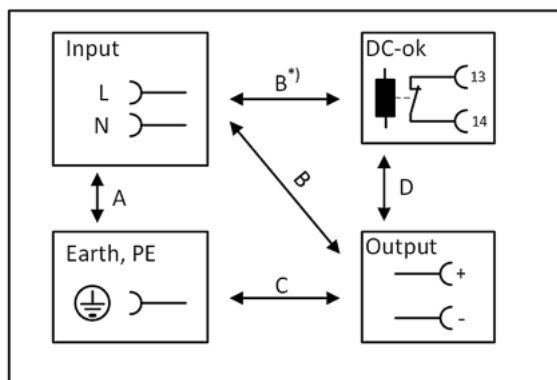 Input
L
N
B*)
DC-ok
13
14
A
B
D
Earth, PE
C
Output
+
-